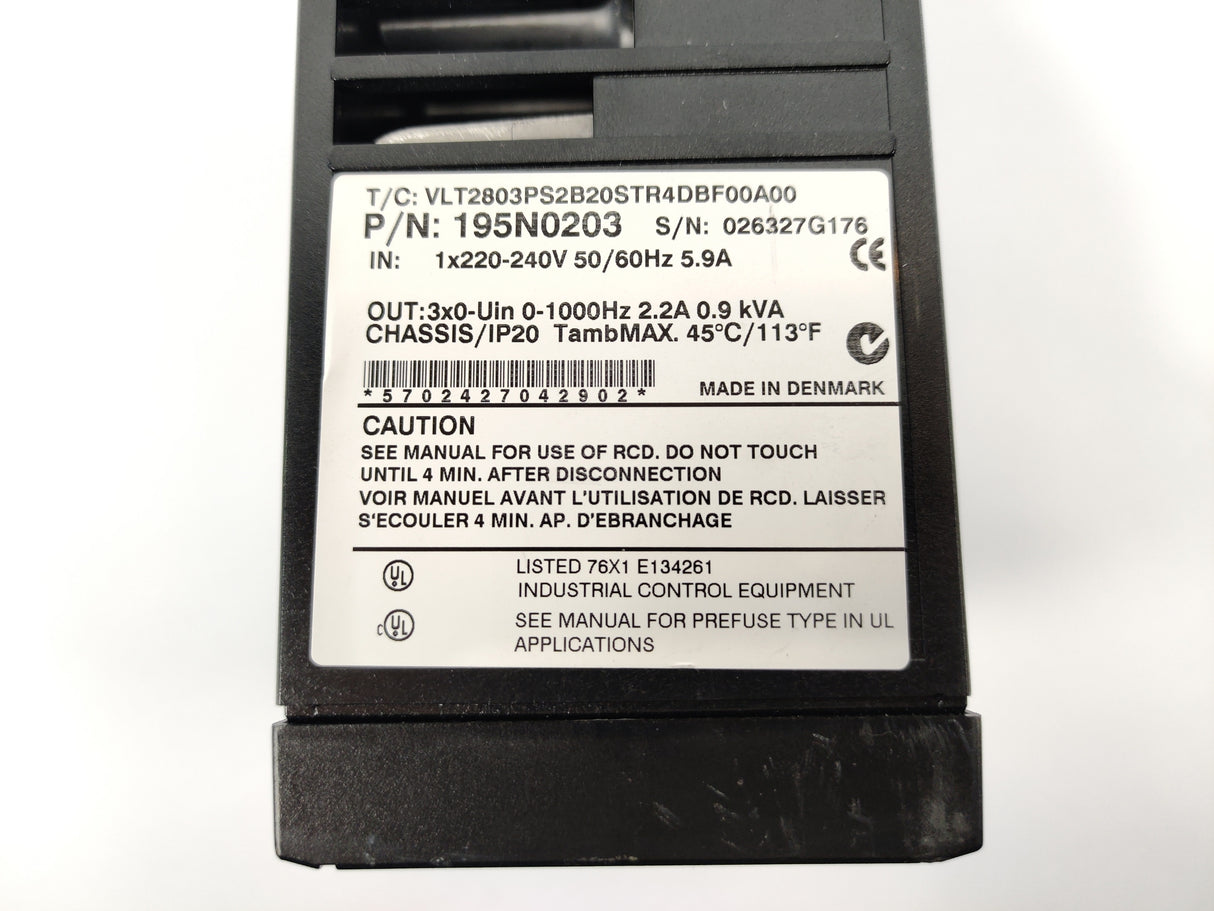 T/C: VLT2803PS2B20STR4DBF00A00
P/N: 195N0203 S/N: 026327G176
IN: 1x220-240V 50/60Hz 5.9A
CE
OUT:3x0-Uin 0-1000Hz 2.2A 0.9 kVA
CHASSIS/IP20 TambMAX. 45°C/113°F
*5702427042902* MADE IN DENMARK
CAUTION
SEE MANUAL FOR USE OF RCD. DO NOT TOUCH
UNTIL 4 MIN. AFTER DISCONNECTION
VOIR MANUEL AVANT L'UTILISATION DE RCD. LAISSER
S'ECOULER 4 MIN. AP. D'EBRANCHAGE
UL LISTED 76X1 E134261
INDUSTRIAL CONTROL EQUIPMENT
c UL SEE MANUAL FOR PREFUSE TYPE IN UL
APPLICATIONS